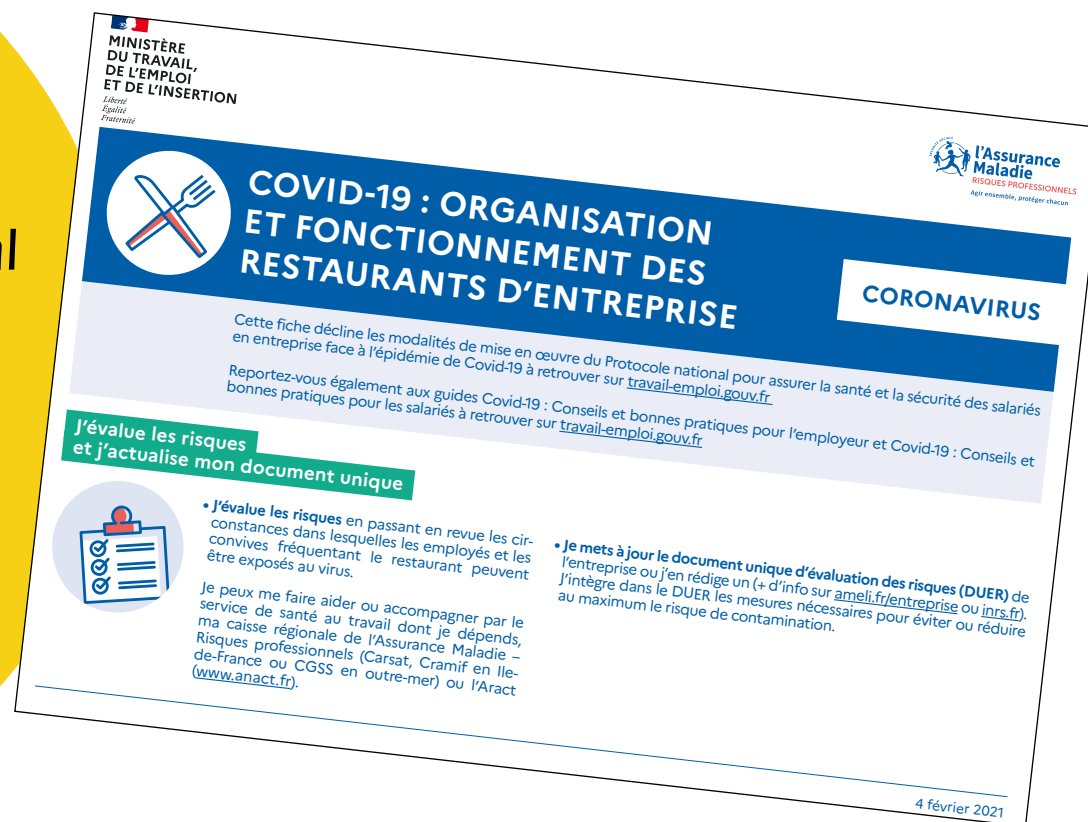 al
MINISTÈRE
DU TRAVAIL,
DE L'EMPLOI
ET DE L'INSERTION
Liberté
Égalité
Fraternité
l'Assurance
Maladie
RISQUES PROFESSIONNELS
Agir ensemble, protéger chacun
COVID-19 : ORGANISATION
ET FONCTIONNEMENT DES
RESTAURANTS D'ENTREPRISE
CORONAVIRUS
Cette fiche décline les modalités de mise en œuvre du Protocole national pour assurer la santé et la sécurité des salariés
en entreprise face à l'épidémie de Covid-19 à retrouver sur travail-emploi.gouv.fr
Reportez-vous également aux guides Covid-19 : Conseils et bonnes pratiques pour l'employeur et Covid-19 : Conseils et
bonnes pratiques pour les salariés à retrouver sur travail-emploi.gouv.fr
J'évalue les risques
et j'actualise mon document unique
• J'évalue les risques en passant en revue les cir-
constances dans lesquelles les employés et les
convives fréquentant le restaurant peuvent
être exposés au virus.
Je peux me faire aider ou accompagner par le
service de santé au travail dont je dépends,
ma caisse régionale de l'Assurance Maladie –
Risques professionnels (Carsat, Cramif en Ile-
de-France ou CGSS en outre-mer) ou l'Aract
(www.anact.fr).
• Je mets à jour le document unique d'évaluation des risques (DUER) de
l'entreprise ou j'en rédige un (+ d'info sur ameli.fr/entreprise ou inrs.fr).
J'intègre dans le DUER les mesures nécessaires pour éviter ou réduire
au maximum le risque de contamination.
4 février 2021